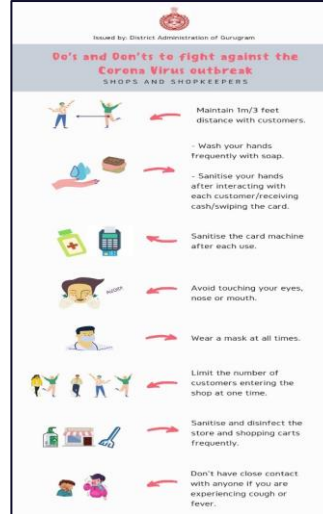 Issued by: District Administration of Gurugram
Do's and Don'ts to fight against the
Corona Virus outbreak
SHOPS AND SHOPKEEPERS
Maintain 1m/3 feet
distance with customers.
- Wash your hands
frequently with soap.
- Sanitise your hands
after interacting with
each customer/receiving
cash/swiping the card.
Sanitise the card machine
after each use.
Avoid touching your eyes,
nose or mouth.
Wear a mask at all times.
Limit the number of
customers entering the
shop at one time.
Sanitise and disinfect the
store and shopping carts
frequently.
Don't have close contact
with anyone if you are
experiencing cough or
fever.